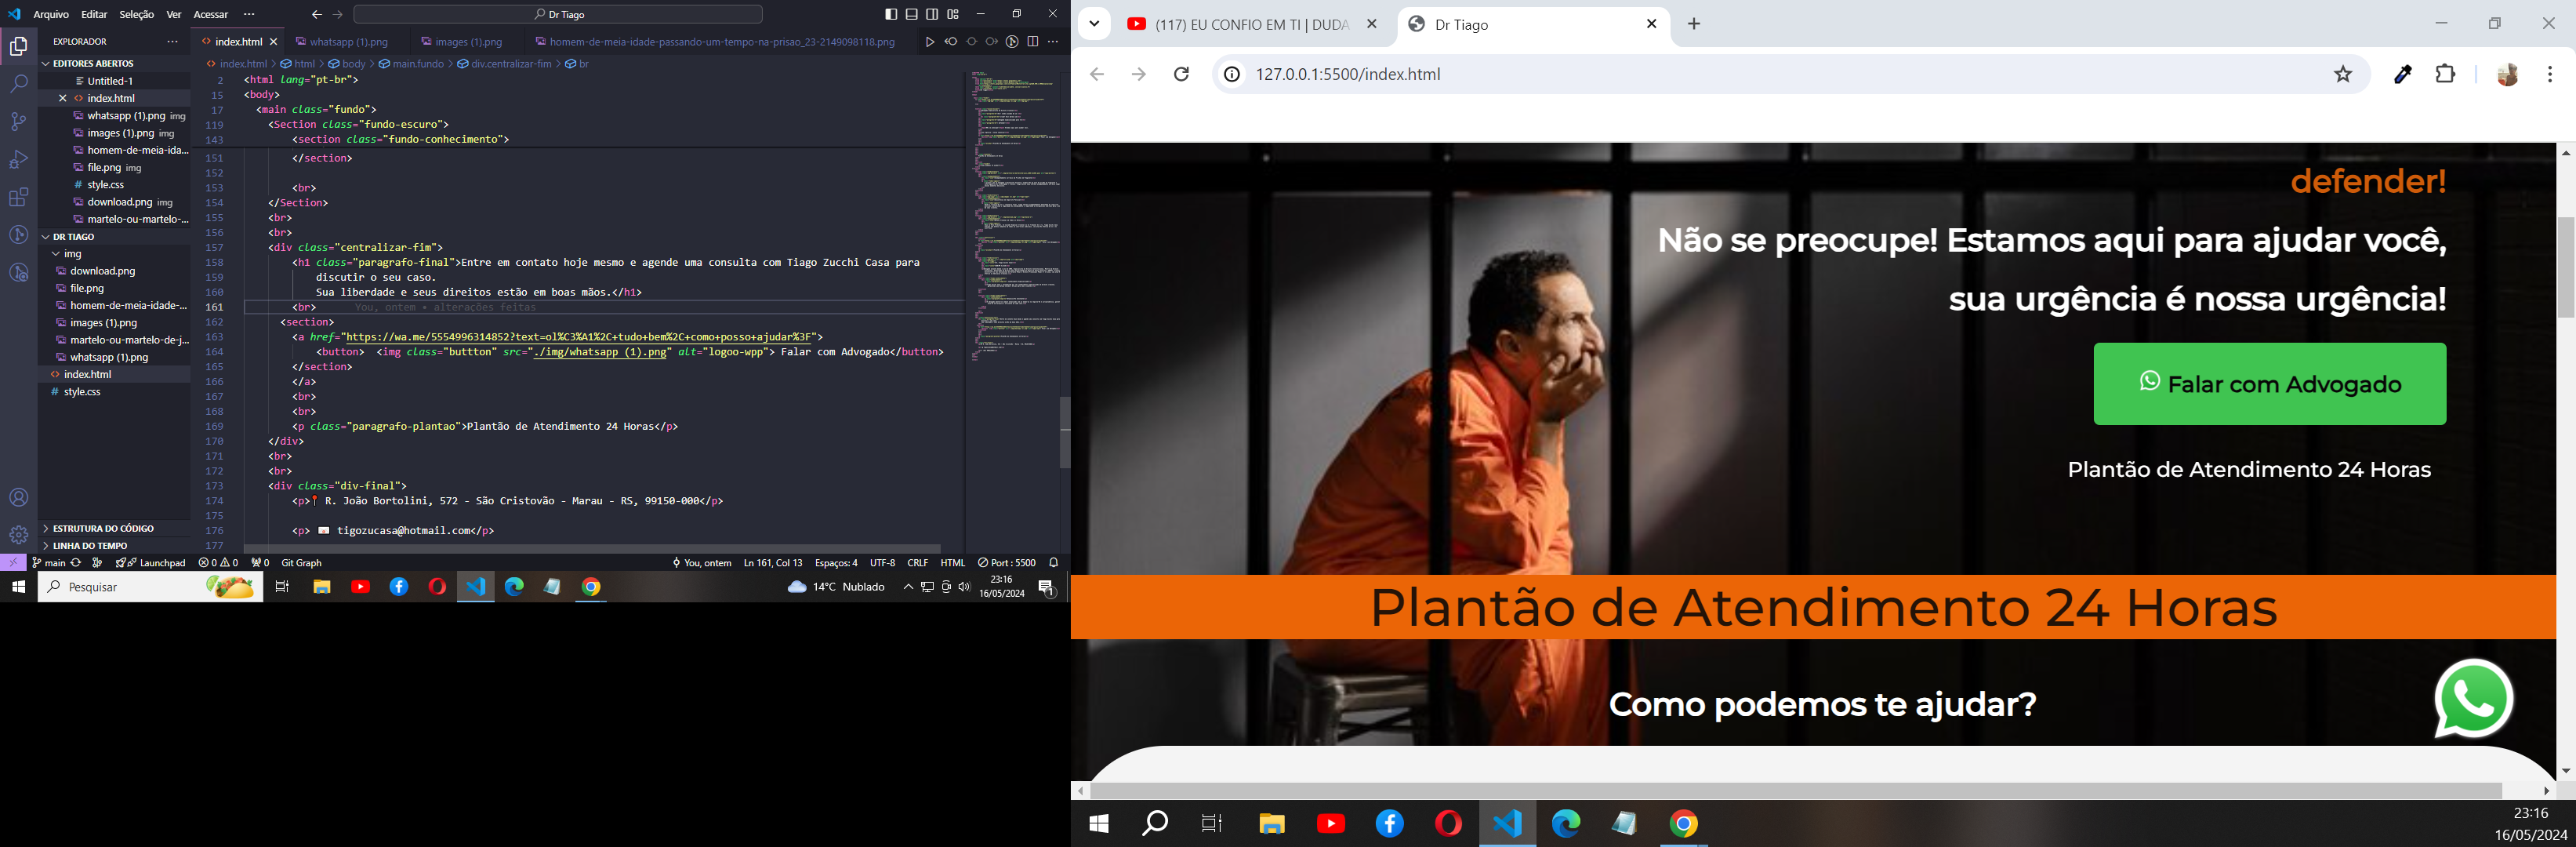 Arquivo Editar Seleção Ver Acessar ··· Dr Tiago
EXPLORADOR ···
EDITORES ABERTOS
Untitled-1
index.html
whatsapp (1).png img
images (1).png img
homem-de-meia-ida...
file.png img
style.css
download.png img
martelo-ou-martelo-...
DR TIAGO
img
download.png
file.png
homem-de-meia-idade-...
images (1).png
martelo-ou-martelo-de-j...
whatsapp (1).png
index.html
style.css
ESTRUTURA DO CÓDIGO
LINHA DO TEMPO
index.html whatsapp (1).png images (1).png homem-de-meia-idade-passando-um-tempo-na-prisao_23-2149098118.png
index.html > html > body > main.fundo > div.centralizar-fim > br
2 <html lang="pt-br">
15 <body>
17 <main class="fundo">
119 <Section class="fundo-escuro">
143 <section class="fundo-conhecimento">
151 </section>
152
153 <br>
154 </Section>
155 <br>
156 <br>
157 <div class="centralizar-fim">
158 <h1 class="paragrafo-final">Entre em contato hoje mesmo e agende uma consulta com Tiago Zucchi Casa para
159 discutir o seu caso.
160 Sua liberdade e seus direitos estão em boas mãos.</h1>
161 <br> You, ontem • alterações feitas
162 <section>
163 <a href="https://wa.me/5554996314852?text=ol%C3%A1%2C+tudo+bem%2C+como+posso+ajudar%3F">
164 <button> <img class="buttton" src="./img/whatsapp (1).png" alt="logoo-wpp"> Falar com Advogado</button>
165 </section>
166 </a>
167 <br>
168 <br>
169 <p class="paragrafo-plantao">Plantão de Atendimento 24 Horas</p>
170 </div>
171 <br>
172 <br>
173 <div class="div-final">
174 <p>📍 R. João Bortolini, 572 - São Cristovão - Marau - RS, 99150-000</p>
175
176 <p> 📧 tigozucasa@hotmail.com</p>
177
main Launchpad 0 0 0 Git Graph You, ontem Ln 161, Col 13 Espaços: 4 UTF-8 CRLF HTML Port : 5500
Pesquisar 14°C Nublado 23:16
16/05/2024 1
(117) EU CONFIO EM TI | DUDA Dr Tiago
127.0.0.1:5500/index.html
defender!
Não se preocupe! Estamos aqui para ajudar você,
sua urgência é nossa urgência!
Falar com Advogado
Plantão de Atendimento 24 Horas
Plantão de Atendimento 24 Horas
Como podemos te ajudar?
23:16
16/05/2024